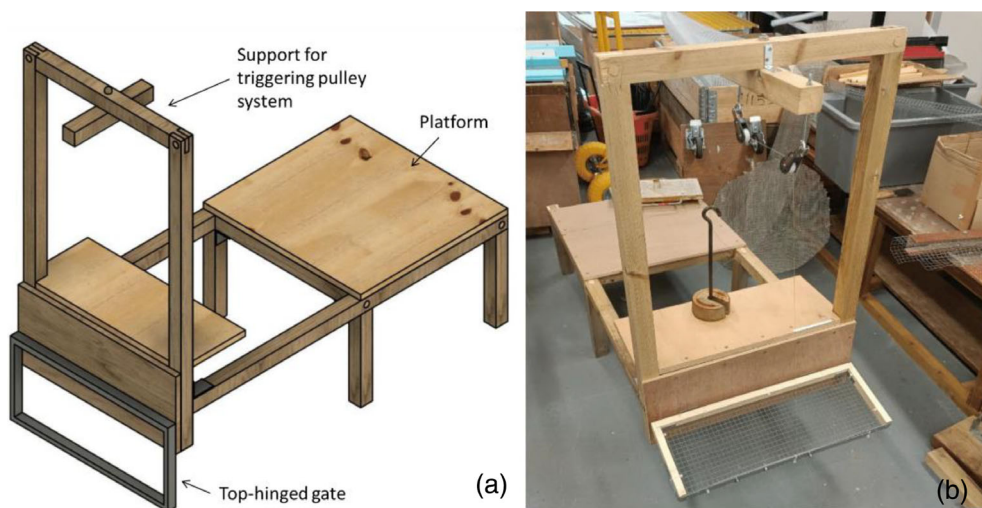 Support for
triggering pulley
system
Platform
Top-hinged gate
(a)
(b)